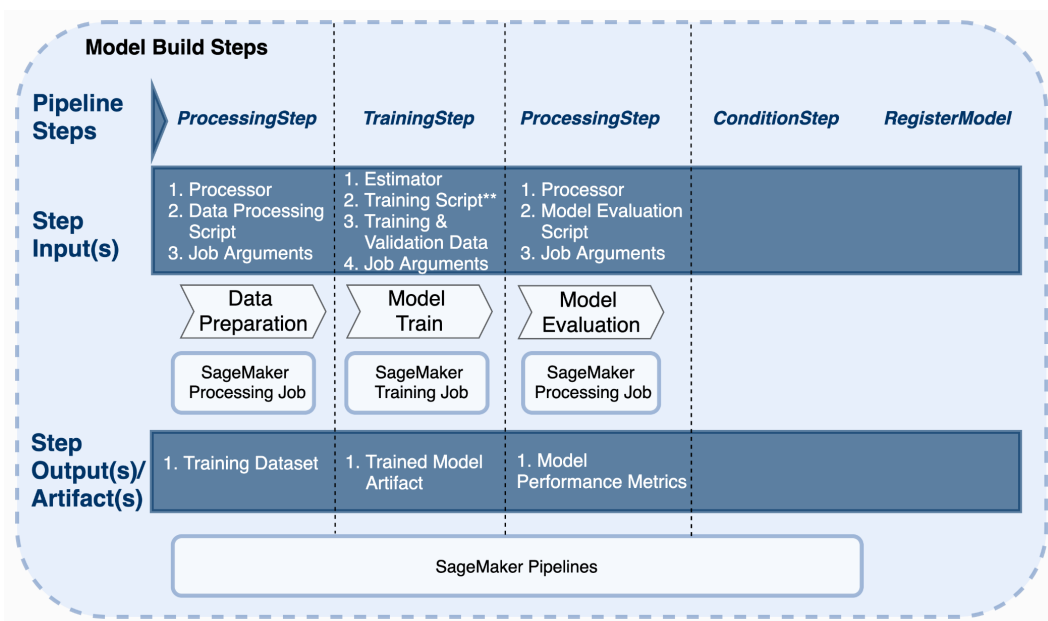 Model Build Steps
Pipeline
Steps
ProcessingStep
TrainingStep
ProcessingStep
ConditionStep
RegisterModel
Step
Input(s)
1. Processor
2. Data Processing
Script
3. Job Arguments
1. Estimator
2. Training Script**
3. Training &
Validation Data
4. Job Arguments
1. Processor
2. Model Evaluation
Script
3. Job Arguments
Data
Preparation
Model
Train
Model
Evaluation
SageMaker
Processing Job
SageMaker
Training Job
SageMaker
Processing Job
Step
Output(s)/
Artifact(s)
1. Training Dataset
1. Trained Model
Artifact
1. Model
Performance Metrics
SageMaker Pipelines